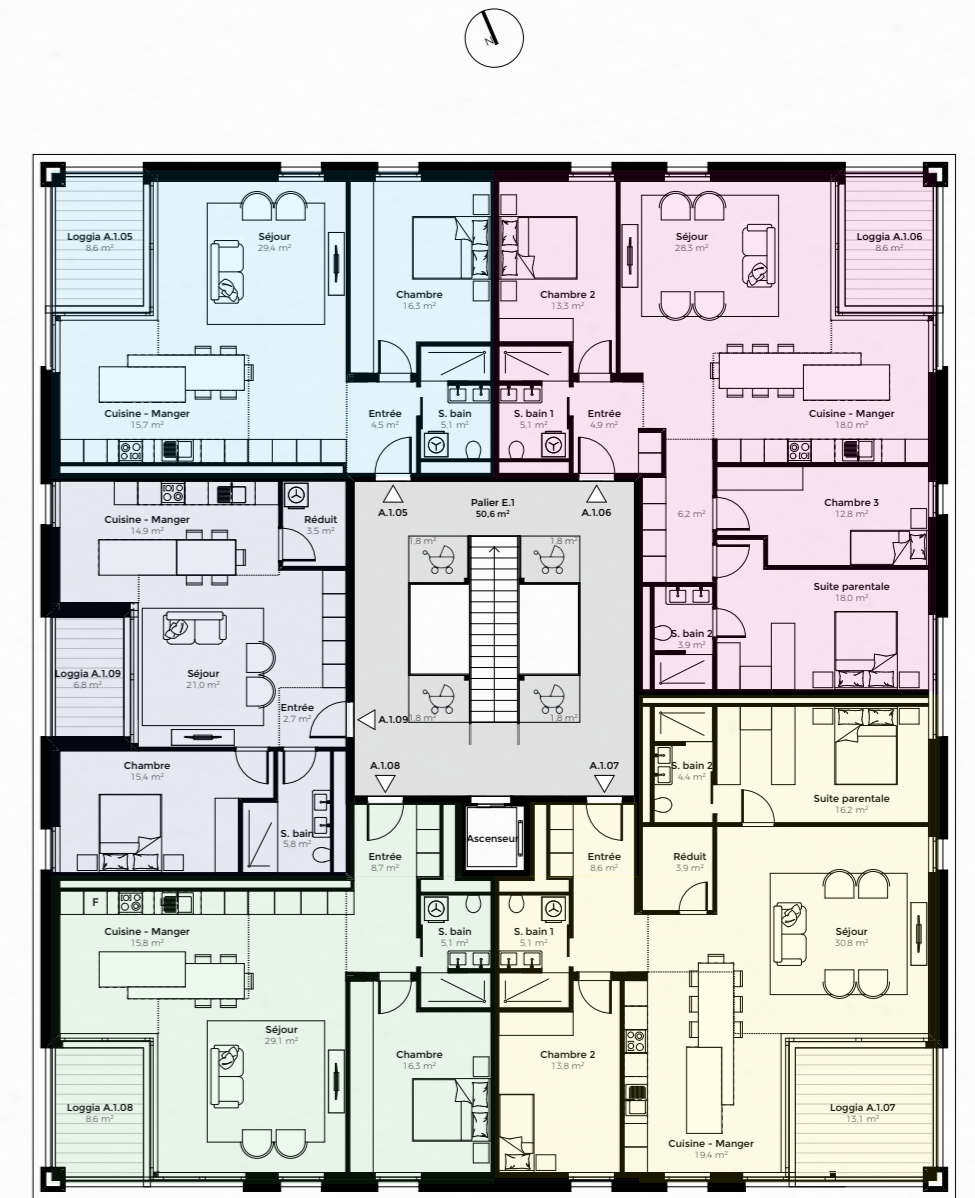 N
Loggia A.1.05
8,6 m²
Séjour
29,4 m²
Chambre
16,3 m²
Cuisine - Manger
15,7 m²
Entrée
4,5 m²
S. bain
5,1 m²
Chambre 2
13,3 m²
Séjour
28,3 m²
Loggia A.1.06
8,6 m²
S. bain 1
5,1 m²
Entrée
4,9 m²
Cuisine - Manger
18,0 m²
Cuisine - Manger
14,9 m²
Réduit
3,5 m²
A.1.05
Palier E.1
50,6 m²
A.1.06
6,2 m²
Chambre 3
12,8 m²
1,8 m²
1,8 m²
Suite parentale
18,0 m²
S. bain 2
3,9 m²
Loggia A.1.09
6,8 m²
Séjour
21,0 m²
Entrée
2,7 m²
A.1.09
1,8 m²
1,8 m²
Chambre
15,4 m²
S. bain
5,8 m²
A.1.08
A.1.07
S. bain 2
4,4 m²
Suite parentale
16,2 m²
Ascenseur
Entrée
8,7 m²
Entrée
8,6 m²
Réduit
3,9 m²
F
Cuisine - Manger
15,8 m²
S. bain
5,1 m²
S. bain 1
5,1 m²
Séjour
30,8 m²
Séjour
29,1 m²
Chambre
16,3 m²
Chambre 2
13,8 m²
Loggia A.1.08
8,6 m²
Loggia A.1.07
13,1 m²
Cuisine - Manger
19,4 m²